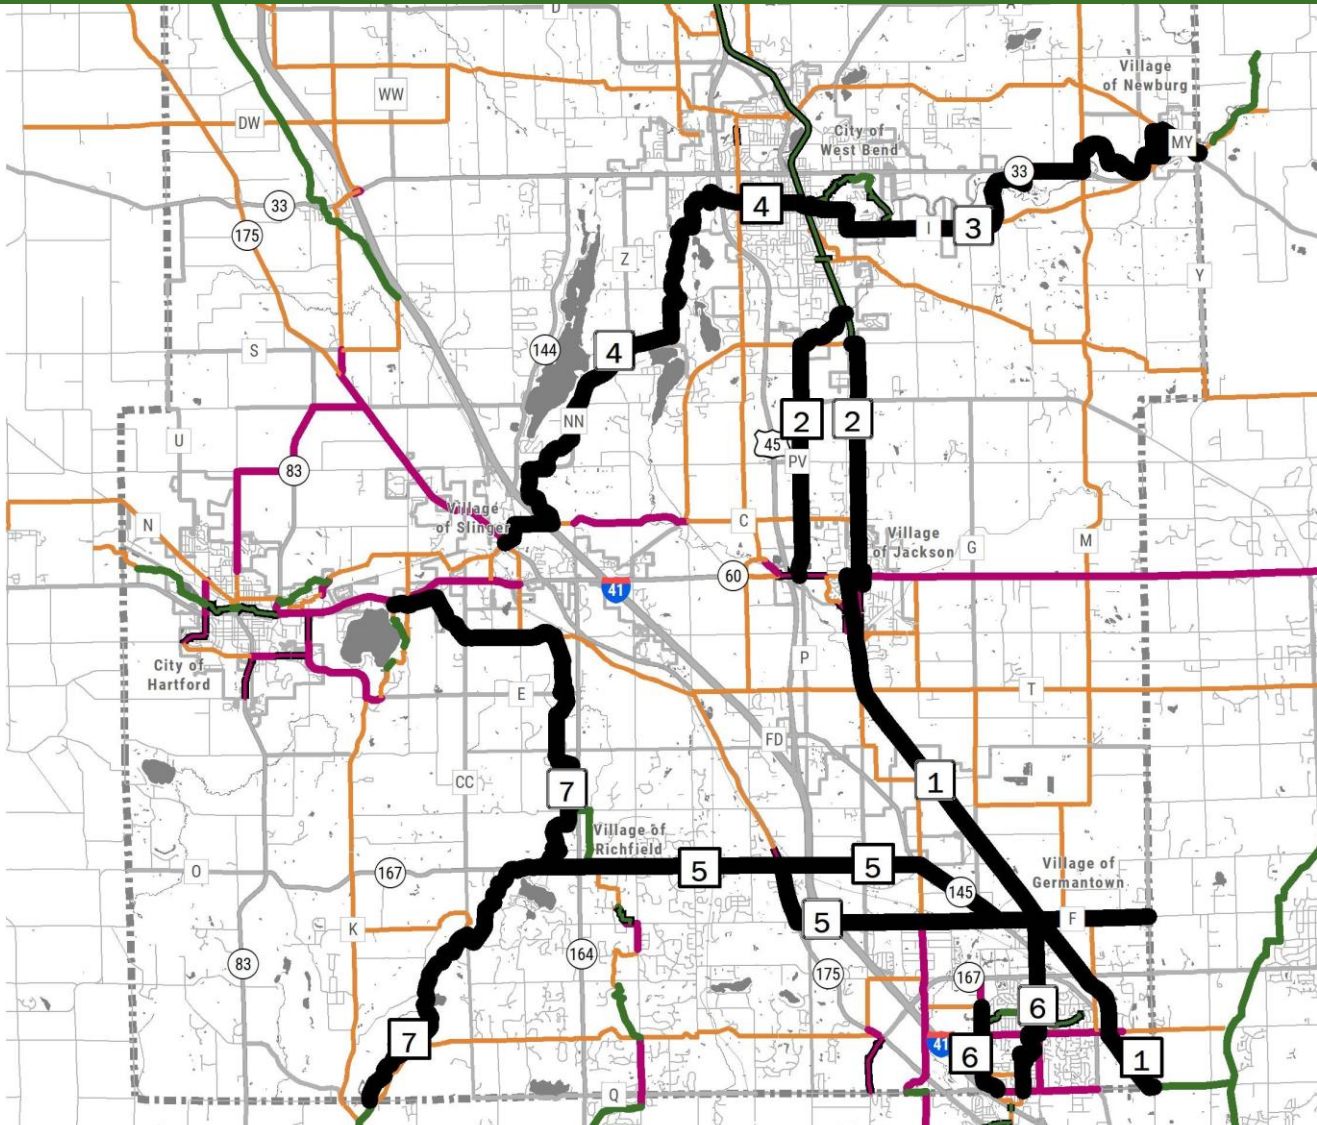 D
A
WW
DW
Village
of Newburg
City of
West Bend
MY
33
33
175
4
I
3
Z
Y
S
144
4
NN
U
83
2
2
45
PV
N
Village
of Slinger
C
Village
of Jackson
G
M
60
41
City of
Hartford
P
E
T
FD
CC
7
1
Village of
Richfield
O
167
5
5
Village of
Germantown
145
K
5
F
83
164
175
167
6
7
41
6
1
Q